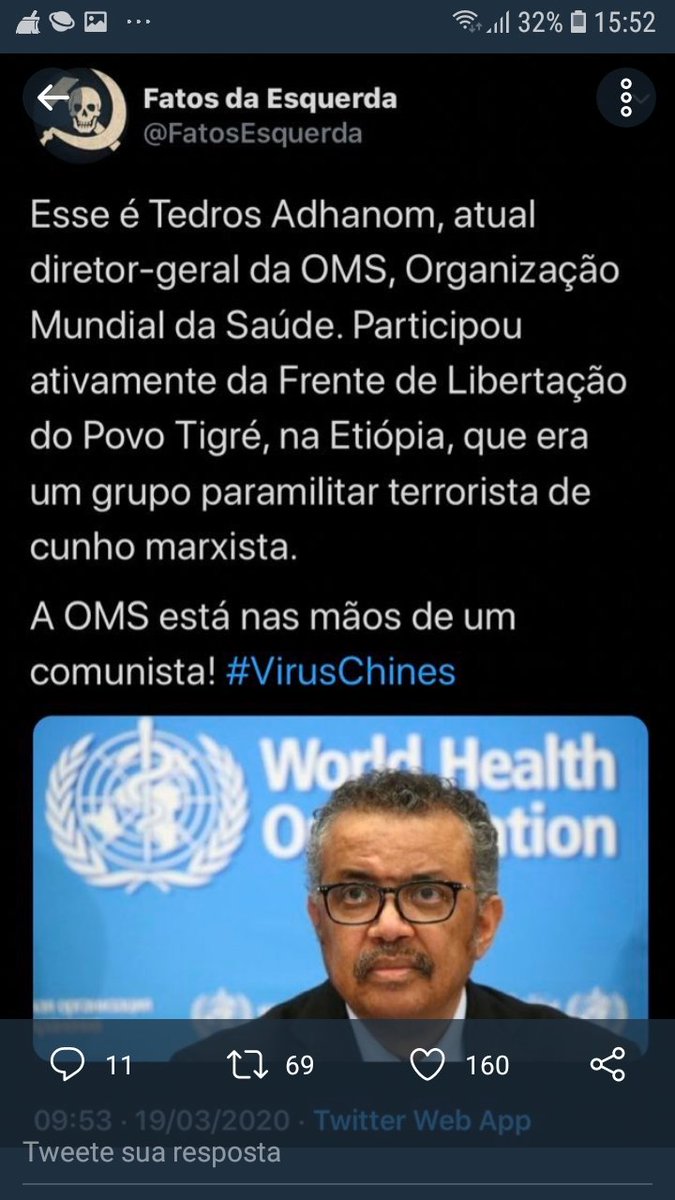 32% 15:52
Fatos da Esquerda
@FatosEsquerda
Esse é Tedros Adhanom, atual
diretor-geral da OMS, Organização
Mundial da Saúde. Participou
ativamente da Frente de Libertação
do Povo Tigré, na Etiópia, que era
um grupo paramilitar terrorista de
cunho marxista.
A OMS está nas mãos de um
comunista! #VirusChines
World Health
11 69 160
09:53 · 19/03/2020 · Twitter Web App
Tweete sua resposta